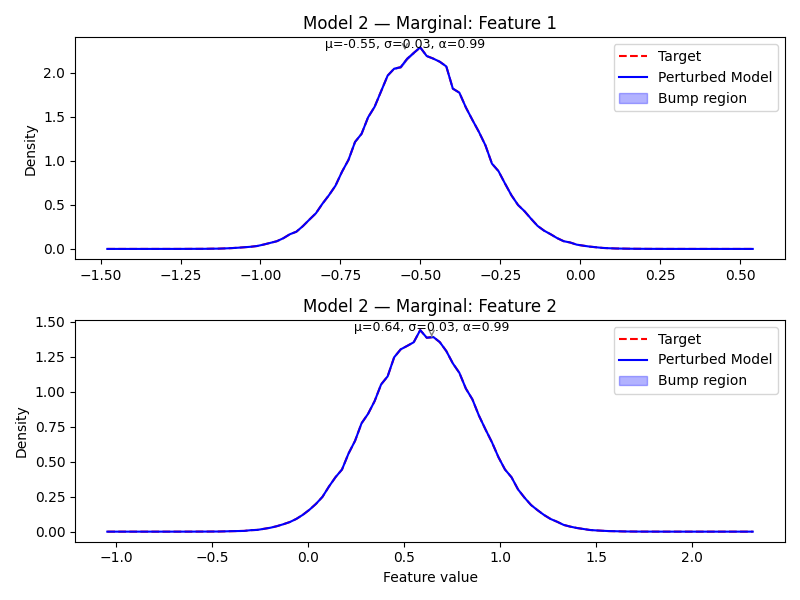 Model 2 — Marginal: Feature 1
μ=-0.55, σ=0.03, α=0.99
Target
Perturbed Model
Bump region
Density
2.0
1.5
1.0
0.5
0.0
−1.50 −1.25 −1.00 −0.75 −0.50 −0.25 0.00 0.25 0.50
Model 2 — Marginal: Feature 2
μ=0.64, σ=0.03, α=0.99
Target
Perturbed Model
Bump region
Density
1.50
1.25
1.00
0.75
0.50
0.25
0.00
−1.0 −0.5 0.0 0.5 1.0 1.5 2.0
Feature value